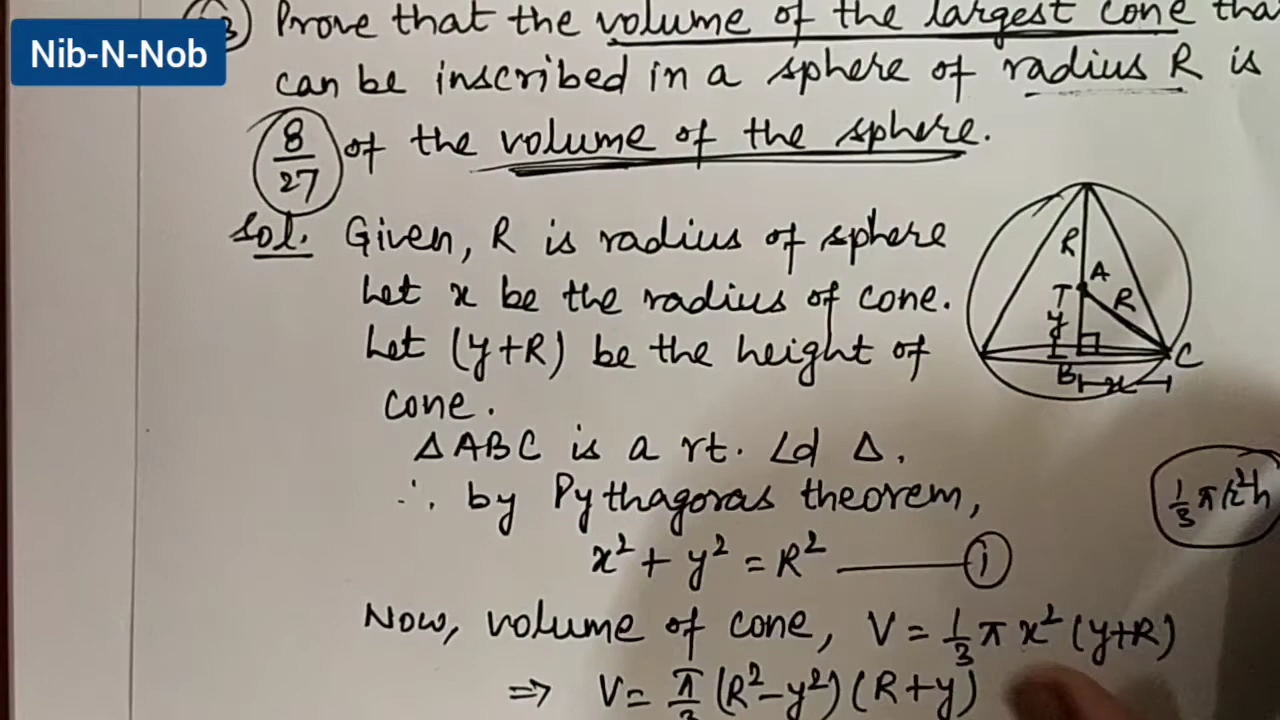 Nib-N-Nob
Prove that the volume of the largest cone
can be inscribed in a sphere of radius R is
8/27 of the volume of the sphere.
Sol. Given, R is radius of sphere
Let x be the radius of cone.
Let (y+R) be the height of
cone.
△ABC is a rt. ∠d △.
∴ by Pythagoras theorem,
x² + y² = R² ——— ①
Now, volume of cone, V = 1/3 π x² (y+R)
⇒ V = π/3 (R²-y²) (R+y)
R
A
R
y
B
x
C
1/3 πr²h